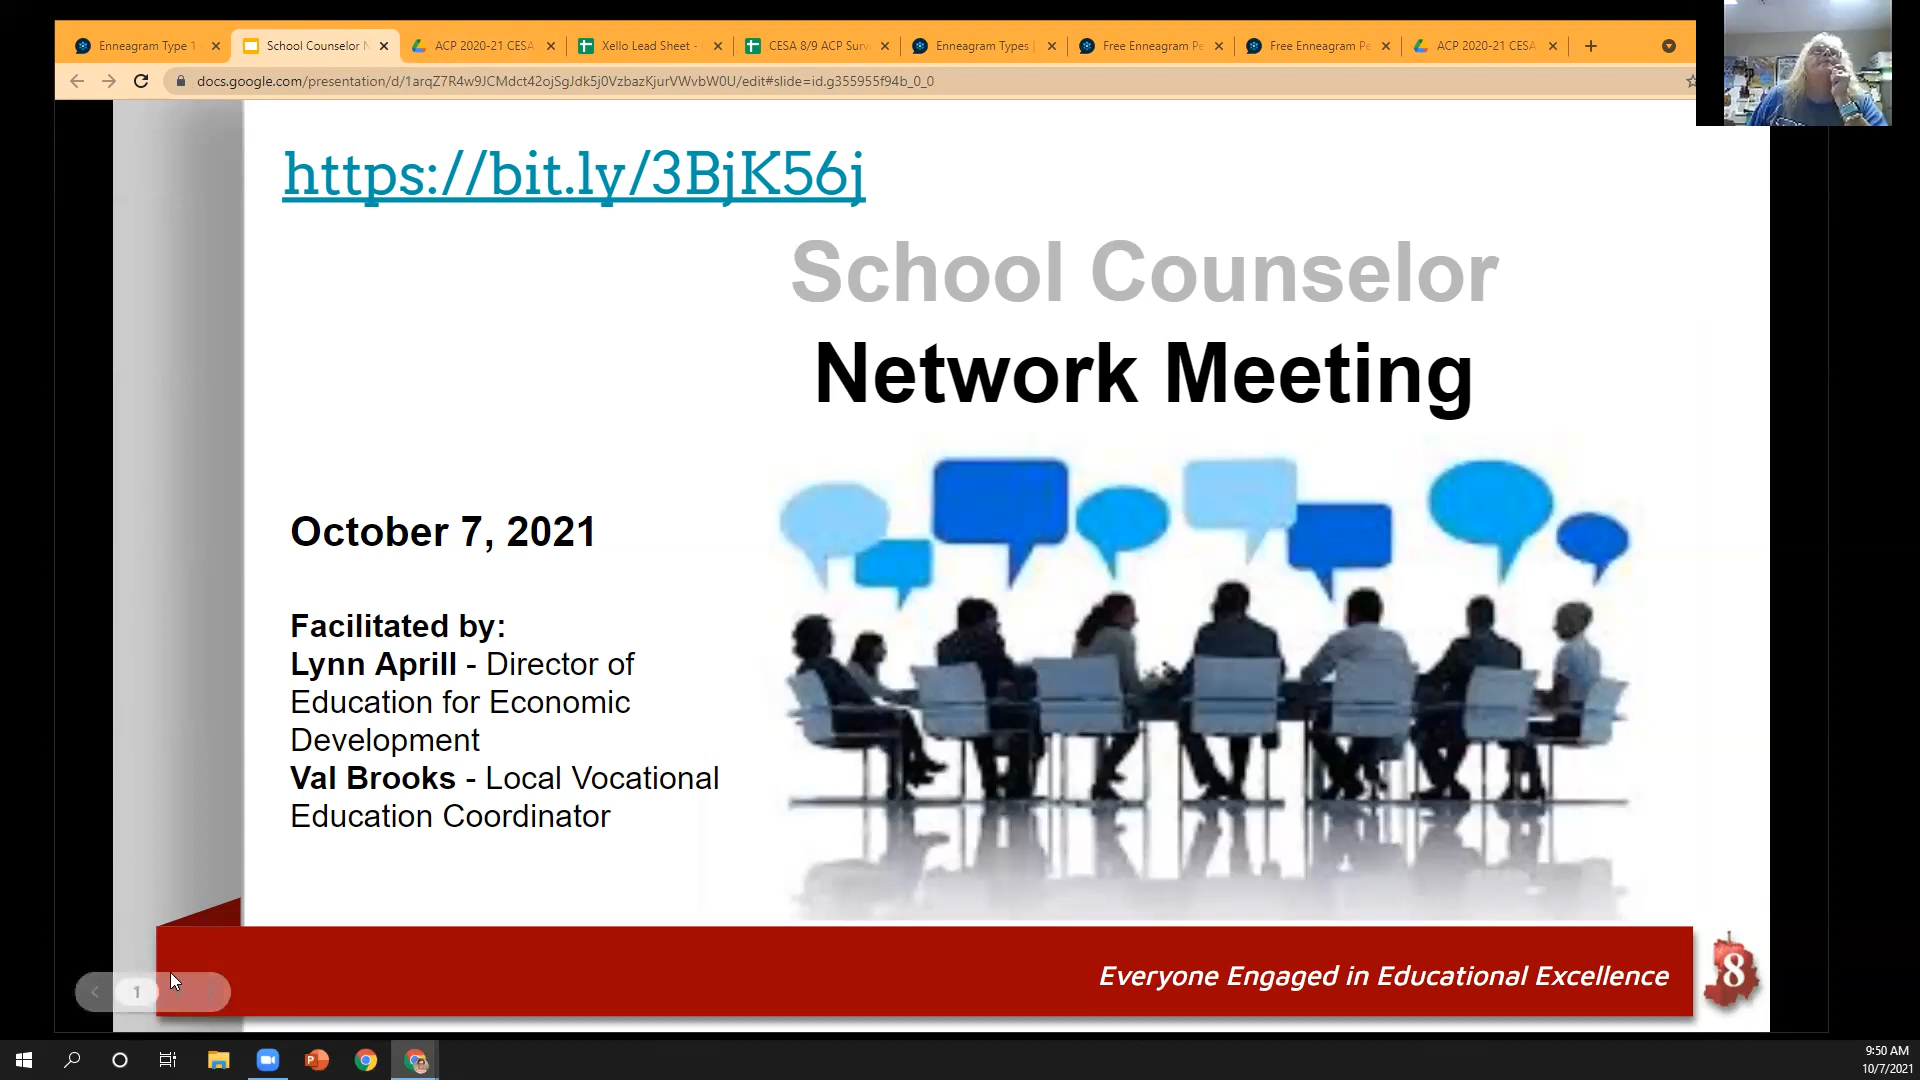 Enneagram Type 1
School Counselor N
ACP 2020-21 CESA
Xello Lead Sheet -
CESA 8/9 ACP Surv
Enneagram Types |
Free Enneagram Pe
Free Enneagram Pe
ACP 2020-21 CESA
docs.google.com/presentation/d/1arqZ7R4w9JCMdct42ojSgJdk5j0VzbazKjurVWvbW0U/edit#slide=id.g355955f94b_0_0
https://bit.ly/3BjK56j
School Counselor
Network Meeting
October 7, 2021
Facilitated by:
Lynn Aprill - Director of
Education for Economic
Development
Val Brooks - Local Vocational
Education Coordinator
Everyone Engaged in Educational Excellence
8
1
9:50 AM
10/7/2021